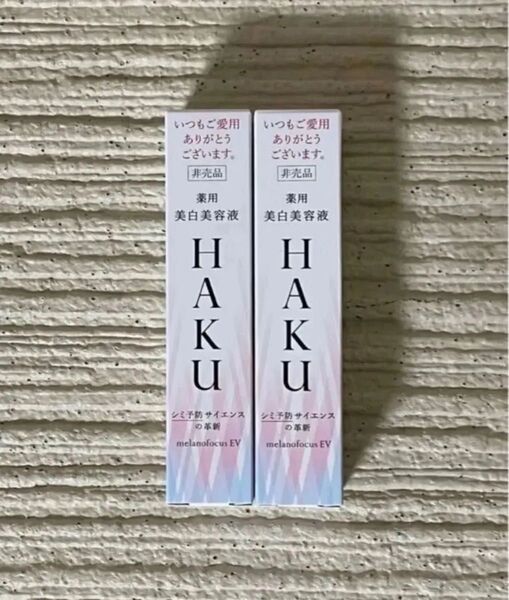 いつもご愛用
ありがとう
ございます。
非売品
薬用
美白美容液
HAKU
シミ予防サイエンス
の革新
melanofocus EV
いつもご愛用
ありがとう
ございます。
非売品
薬用
美白美容液
HAKU
シミ予防サイエンス
の革新
melanofocus EV